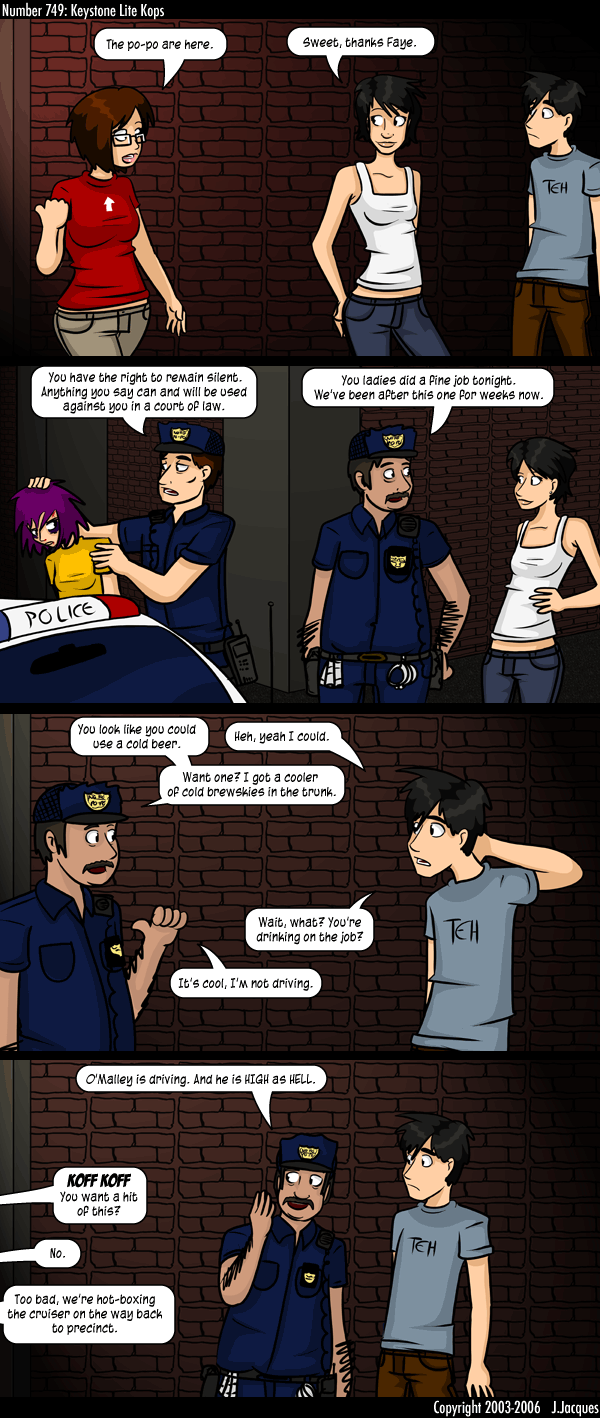 Number 749: Keystone Lite Kops
The po-po are here.
Sweet, thanks Faye.
TEH
You have the right to remain silent.
Anything you say can and will be used
against you in a court of law.
You ladies did a fine job tonight.
We've been after this one for weeks now.
POLICE
You look like you could
use a cold beer.
Heh, yeah I could.
Want one? I got a cooler
of cold brewskies in the trunk.
Wait, what? You're
drinking on the job?
TEH
It's cool, I'm not driving.
O'Malley is driving. And he is HIGH as HELL.
KOFF KOFF
You want a hit
of this?
No.
TEH
Too bad, we're hot-boxing
the cruiser on the way back
to precinct.
Copyright 2003-2006 J.Jacques